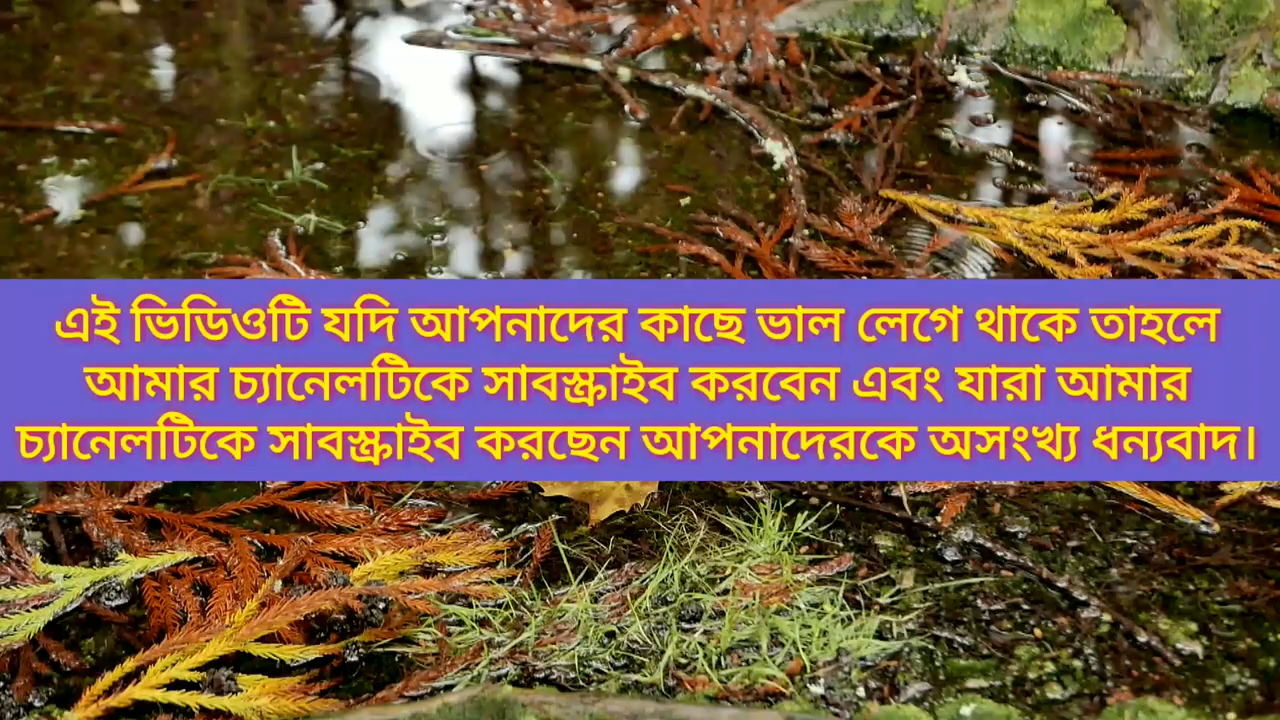 এই ভিডিওটি যদি আপনাদের কাছে ভাল লেগে থাকে তাহলে
আমার চ্যানেলটিকে সাবস্ক্রাইব করবেন এবং যারা আমার
চ্যানেলটিকে সাবস্ক্রাইব করছেন আপনাদেরকে অসংখ্য ধন্যবাদ।